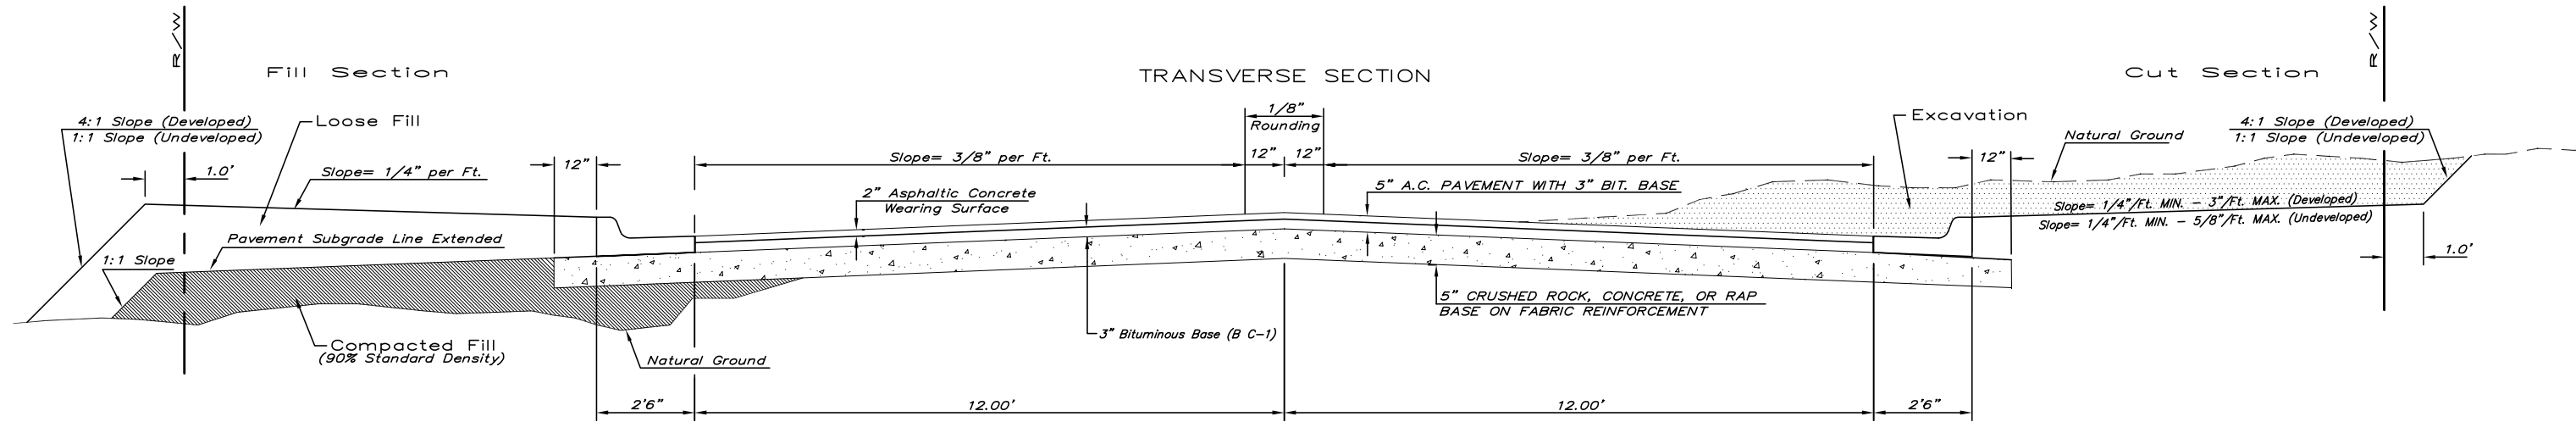 R/W
Fill Section
TRANSVERSE SECTION
Cut Section
R/W
4:1 Slope (Developed)
1:1 Slope (Undeveloped)
Loose Fill
1.0'
Slope= 1/4" per Ft.
12"
Slope= 3/8" per Ft.
1/8"
Rounding
12"
12"
Slope= 3/8" per Ft.
Excavation
Natural Ground
4:1 Slope (Developed)
1:1 Slope (Undeveloped)
12"
2" Asphaltic Concrete
Wearing Surface
5" A.C. PAVEMENT WITH 3" BIT. BASE
Slope= 1/4"/Ft. MIN. - 3"/Ft. MAX. (Developed)
Slope= 1/4"/Ft. MIN. - 5/8"/Ft. MAX. (Undeveloped)
1.0'
Pavement Subgrade Line Extended
1:1 Slope
5" CRUSHED ROCK, CONCRETE, OR RAP
BASE ON FABRIC REINFORCEMENT
3" Bituminous Base (B C-1)
Compacted Fill
(90% Standard Density)
Natural Ground
2'6"
12.00'
12.00'
2'6"